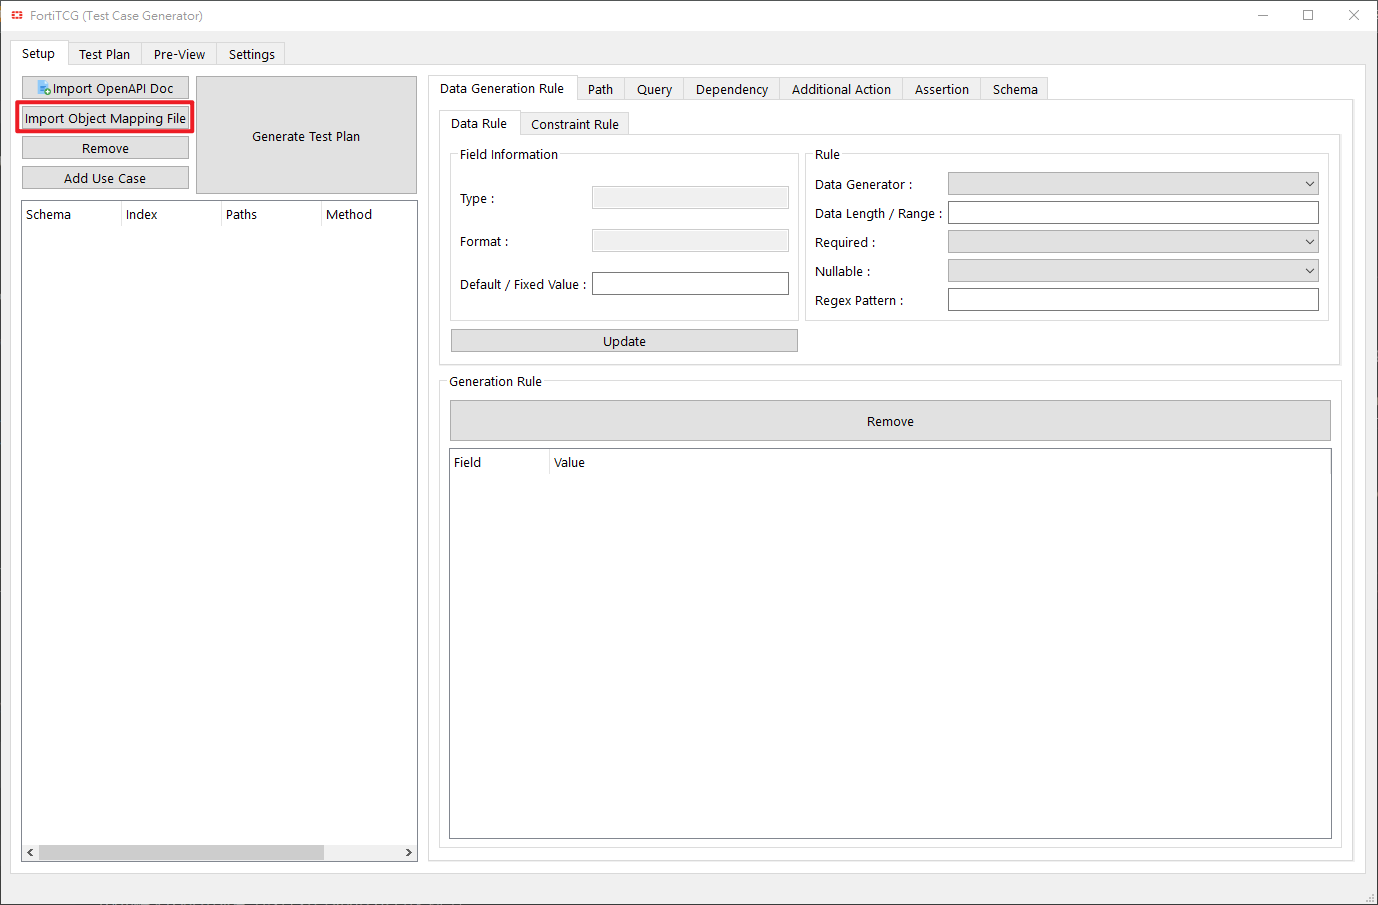 FortiTCG (Test Case Generator)
Setup
Test Plan
Pre-View
Settings
Import OpenAPI Doc
Import Object Mapping File
Remove
Add Use Case
Generate Test Plan
Schema
Index
Paths
Method
Data Generation Rule
Path
Query
Dependency
Additional Action
Assertion
Schema
Data Rule
Constraint Rule
Field Information
Type :
Format :
Default / Fixed Value :
Rule
Data Generator :
Data Length / Range :
Required :
Nullable :
Regex Pattern :
Update
Generation Rule
Remove
Field
Value